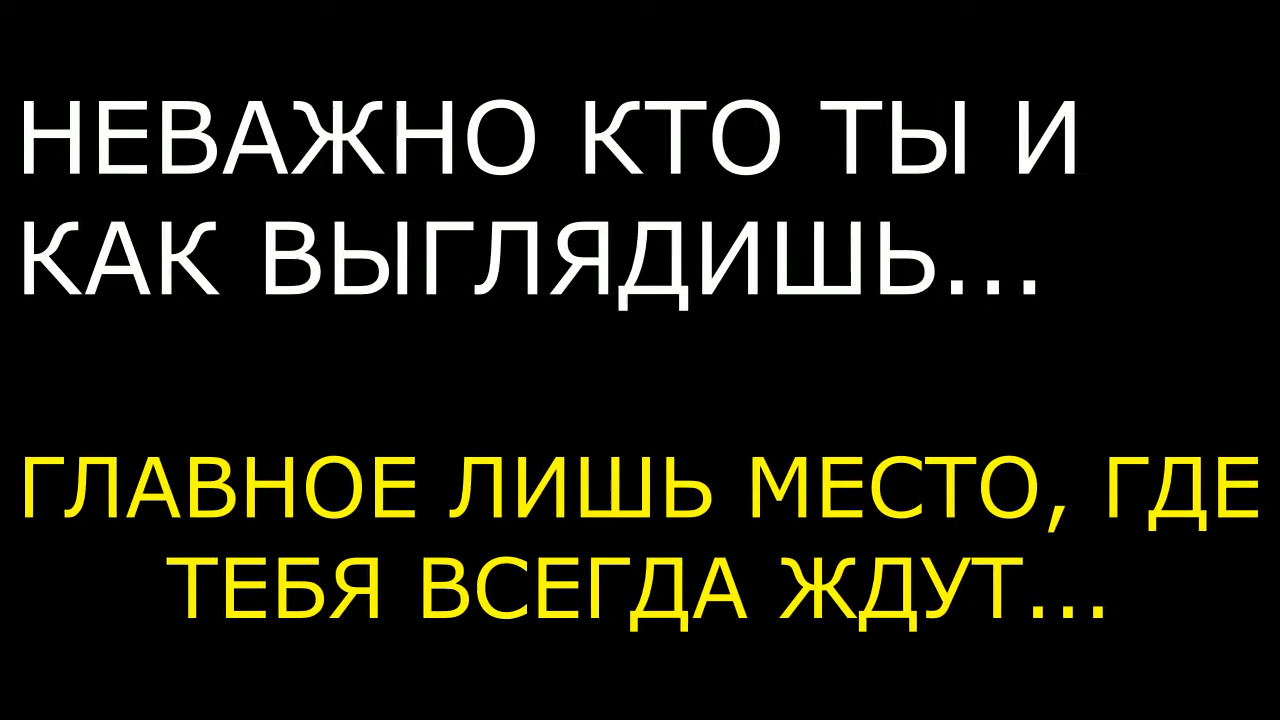 НЕВАЖНО КТО ТЫ И
КАК ВЫГЛЯДИШЬ...
ГЛАВНОЕ ЛИШЬ МЕСТО, ГДЕ
ТЕБЯ ВСЕГДА ЖДУТ...